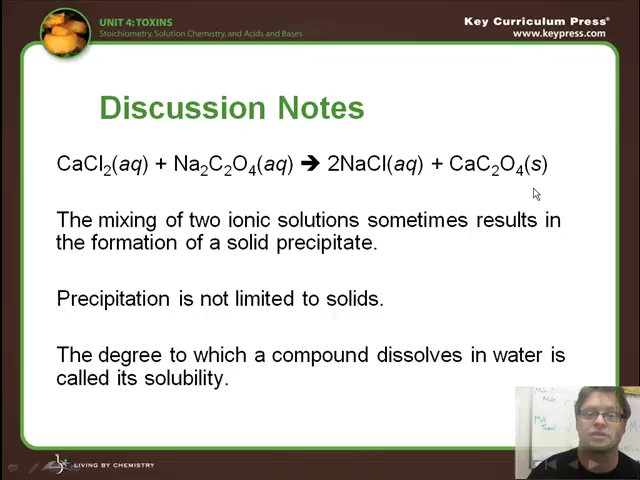 UNIT 4: TOXINS
Stoichiometry, Solution Chemistry, and Acids and Bases
Key Curriculum Press®
www.keypress.com
Discussion Notes
CaCl₂(aq) + Na₂C₂O₄(aq) ➔ 2NaCl(aq) + CaC₂O₄(s)
The mixing of two ionic solutions sometimes results in
the formation of a solid precipitate.
Precipitation is not limited to solids.
The degree to which a compound dissolves in water is
called its solubility.
LIVING BY CHEMISTRY